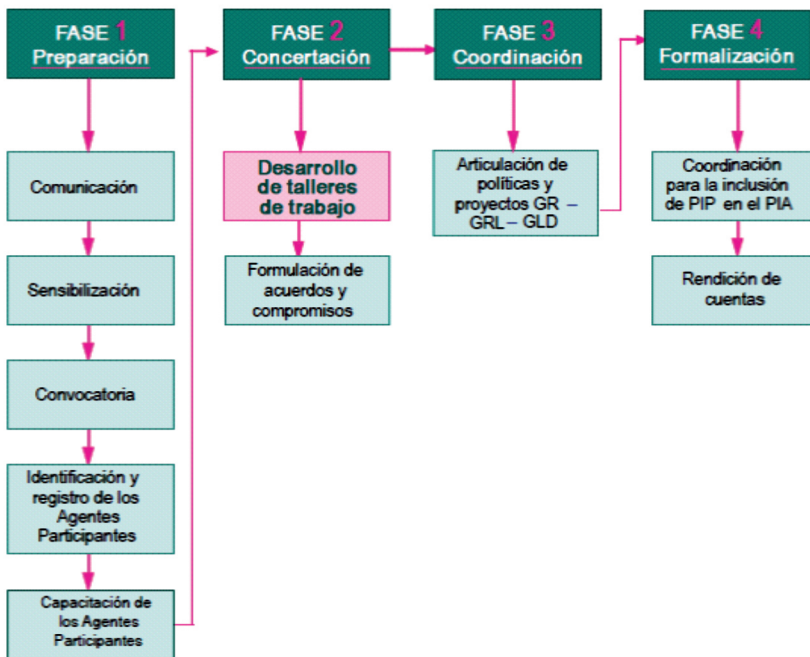 FASE 1
Preparación
Comunicación
Sensibilización
Convocatoria
Identificación y
registro de los
Agentes
Participantes
Capacitación de
los Agentes
Participantes
FASE 2
Concertación
Desarrollo
de talleres
de trabajo
Formulación de
acuerdos y
compromisos
FASE 3
Coordinación
Articulación de
políticas y
proyectos GR –
GRL – GLD
FASE 4
Formalización
Coordinación
para la inclusión
de PIP en el PIA
Rendición de
cuentas